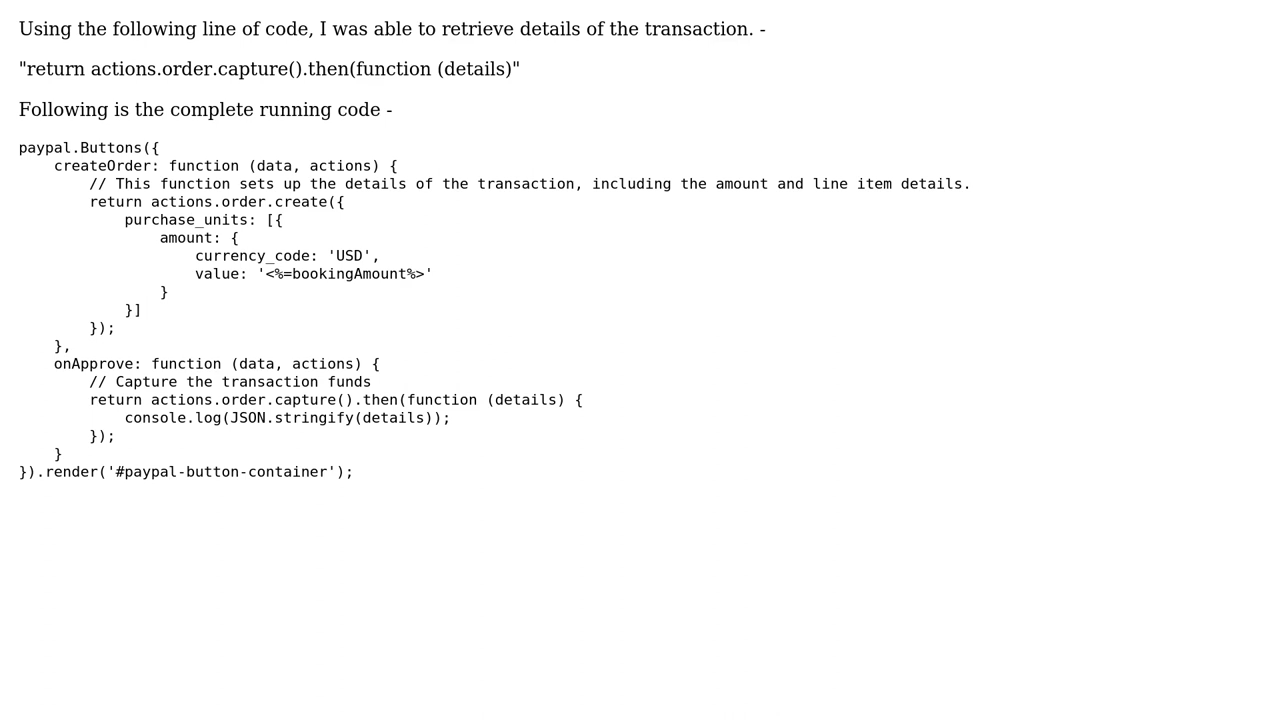 Using the following line of code, I was able to retrieve details of the transaction. -
"return actions.order.capture().then(function (details)"
Following is the complete running code -
paypal.Buttons({
    createOrder: function (data, actions) {
        // This function sets up the details of the transaction, including the amount and line item details.
        return actions.order.create({
            purchase_units: [{
                amount: {
                    currency_code: 'USD',
                    value: '<%=bookingAmount%>'
                }
            }]
        });
    },
    onApprove: function (data, actions) {
        // Capture the transaction funds
        return actions.order.capture().then(function (details) {
            console.log(JSON.stringify(details));
        });
    }
}).render('#paypal-button-container');